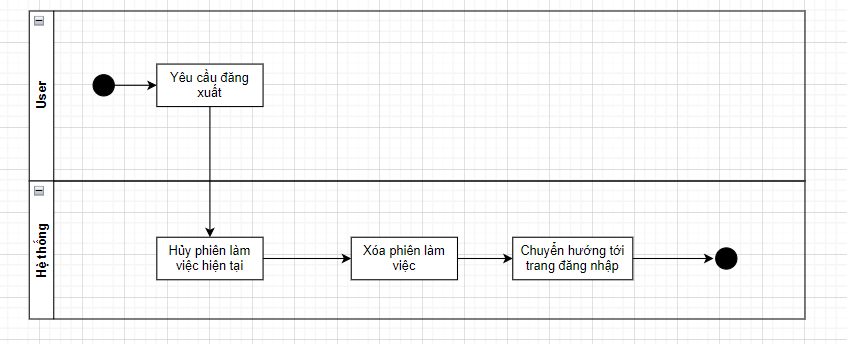 User
Yêu cầu đăng
xuất
Hệ thống
Hủy phiên làm
việc hiện tại
Xóa phiên làm
việc
Chuyển hướng tới
trang đăng nhập